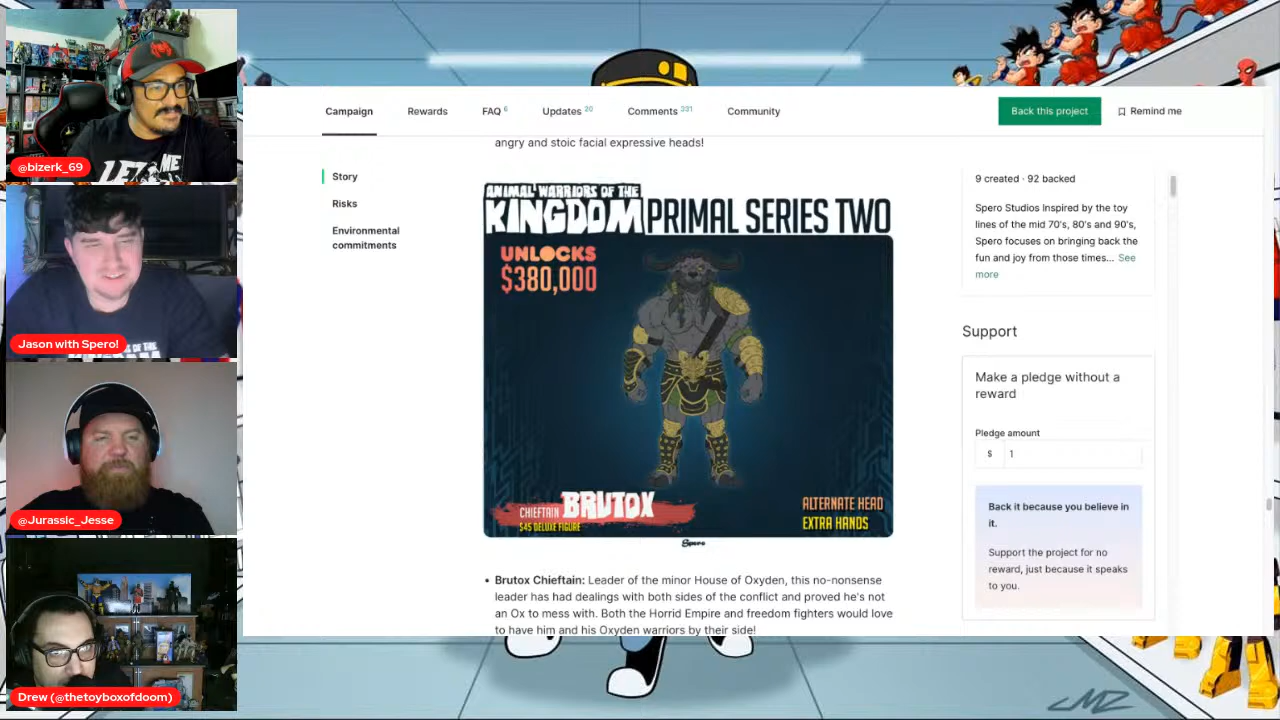 @bizerk_69
Jason with Spero!
@Jurassic_Jesse
Drew (@thetoyboxofdoom)
Campaign
Rewards
FAQ 6
Updates 20
Comments 331
Community
Back this project
Remind me
Story
Risks
Environmental
commitments
angry and stoic facial expressive heads!
ANIMAL WARRIORS OF THE
KINGDOM PRIMAL SERIES TWO
UNLOCKS
$380,000
CHIEFTAIN BRUTOX
$45 DELUXE FIGURE
ALTERNATE HEAD
EXTRA HANDS
Spero
• Brutox Chieftain: Leader of the minor House of Oxyden, this no-nonsense
leader has had dealings with both sides of the conflict and proved he's not
an Ox to mess with. Both the Horrid Empire and freedom fighters would love
to have him and his Oxyden warriors by their side!
9 created · 92 backed
Spero Studios Inspired by the toy
lines of the mid 70's, 80's and 90's,
Spero focuses on bringing back the
fun and joy from those times... See
more
Support
Make a pledge without a
reward
Pledge amount
$ 1
Back it because you believe in
it.
Support the project for no
reward, just because it speaks
to you.